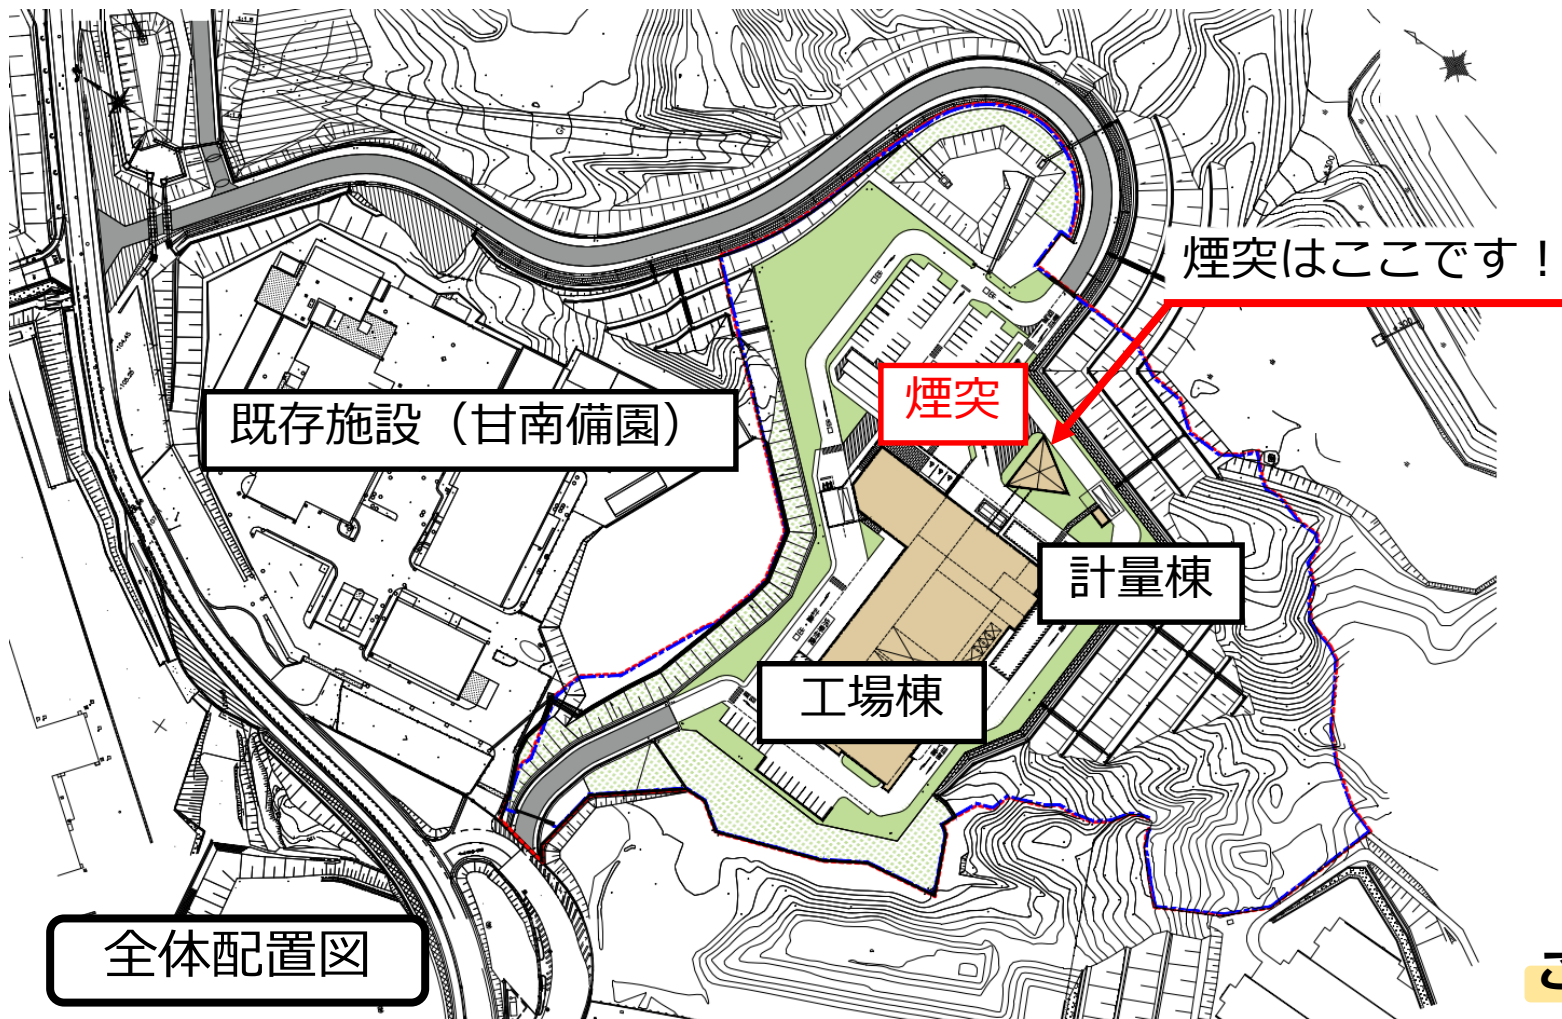 煙突はここです！
煙突
既存施設（甘南備園）
計量棟
工場棟
全体配置図